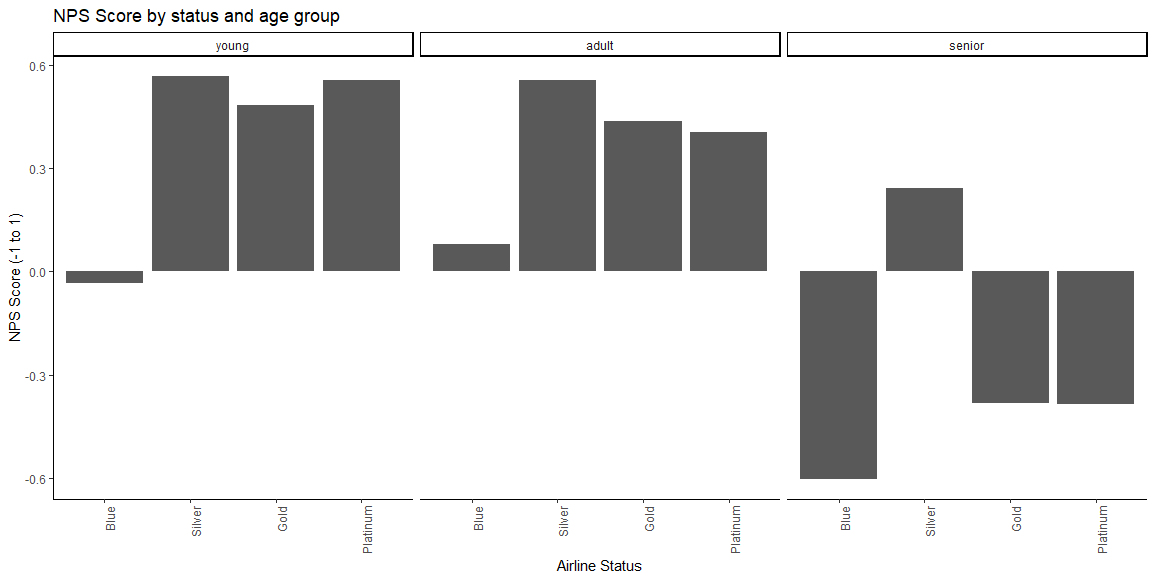 NPS Score by status and age group
young
adult
senior
NPS Score (-1 to 1)
0.6
0.3
0.0
-0.3
-0.6
Blue
Silver
Gold
Platinum
Blue
Silver
Gold
Platinum
Blue
Silver
Gold
Platinum
Airline Status